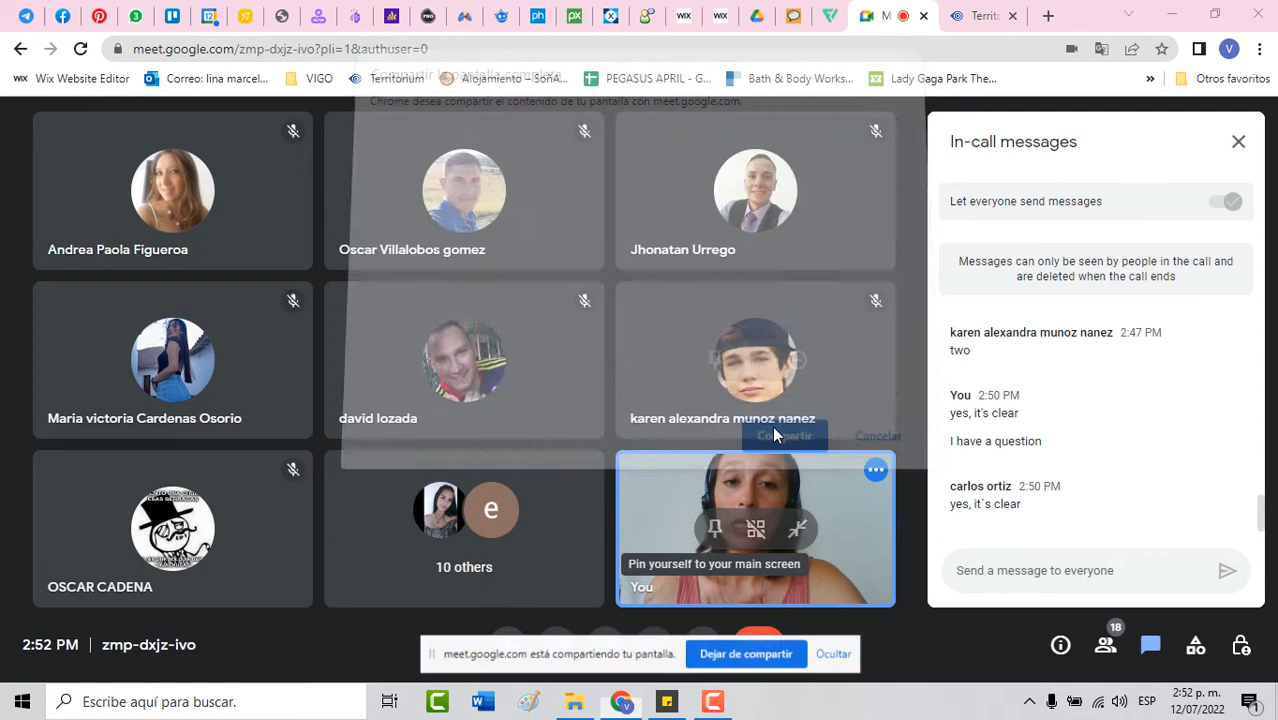 M
Territo
meet.google.com/zmp-dxjz-ivo?pli=1&authuser=0
V
WIX Wix Website Editor
Correo: lina marcel...
VIGO
Territorium
Alojamiento – SoñA...
PEGASUS APRIL - G...
Bath & Body Works...
Lady Gaga Park The...
»
Otros favoritos
Chrome desea compartir el contenido de tu pantalla con meet.google.com.
Andrea Paola Figueroa
Oscar Villalobos gomez
Jhonatan Urrego
Maria victoria Cardenas Osorio
david lozada
karen alexandra munoz nanez
Compartir
Cancelar
OSCAR CADENA
e
10 others
Pin yourself to your main screen
You
In-call messages
Let everyone send messages
Messages can only be seen by people in the call and
are deleted when the call ends
karen alexandra munoz nanez 2:47 PM
two
You 2:50 PM
yes, it's clear
I have a question
carlos ortiz 2:50 PM
yes, it´s clear
Send a message to everyone
2:52 PM | zmp-dxjz-ivo
meet.google.com está compartiendo tu pantalla.
Dejar de compartir
Ocultar
18
Escribe aquí para buscar.
ESP
2:52 p. m.
12/07/2022
1